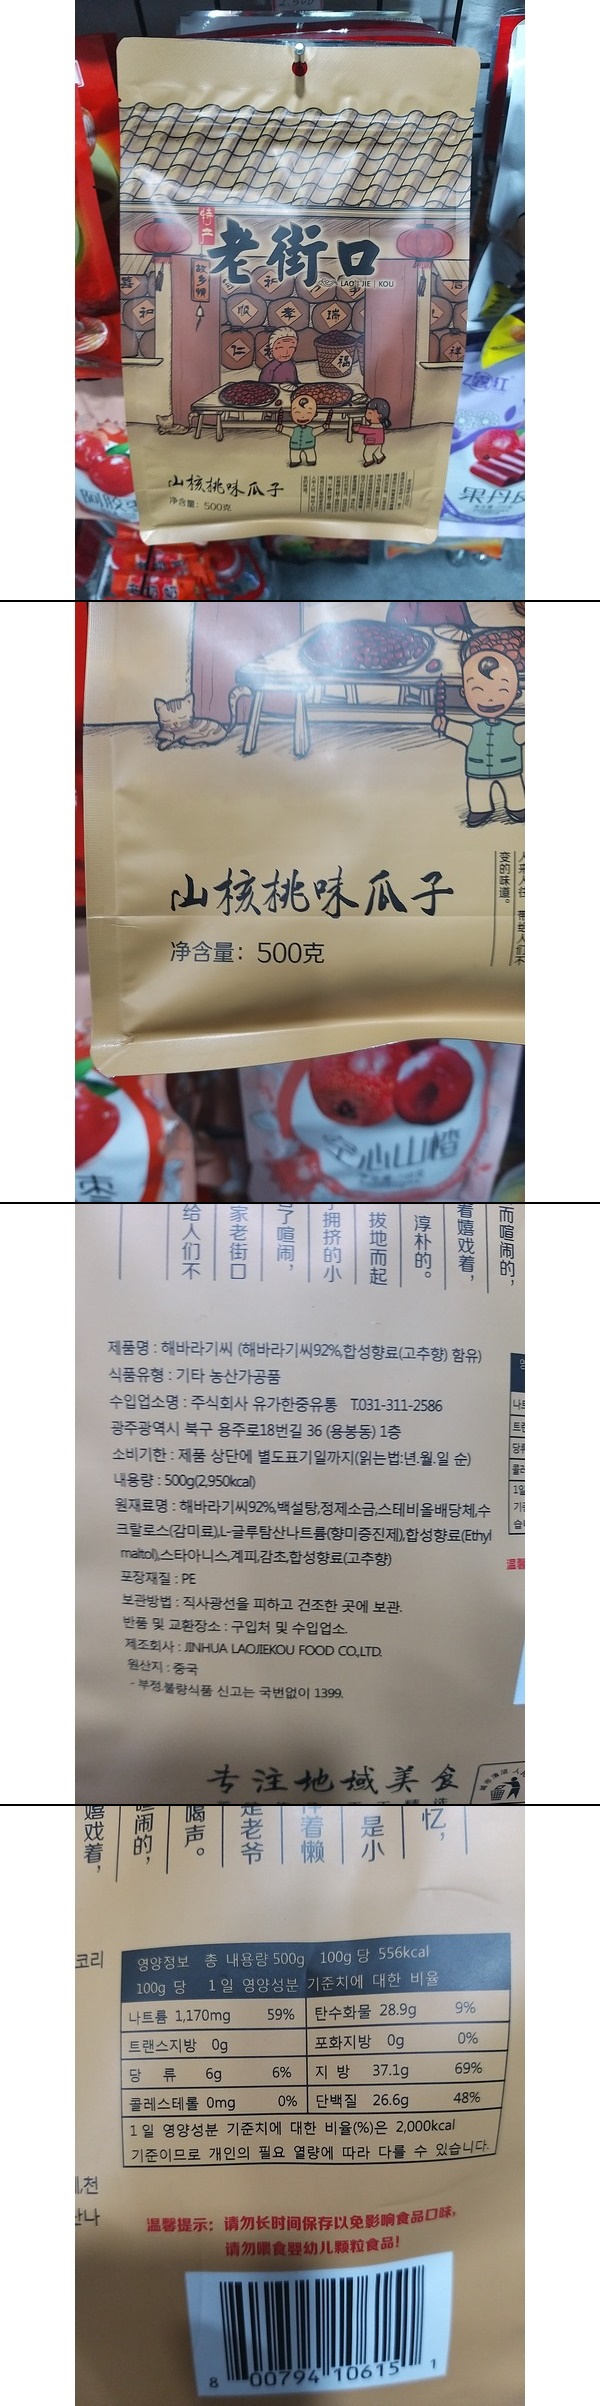 特产
老街口
LAO | JIE | KOU
故乡情
和
顺
孝
瑞
仁
福
祥
山核桃味瓜子
净含量：500克
果丹皮
山核桃味瓜子
净含量：500克
变的味道。
空心山楂
枣
给人们不
家老街口
了喧闹，
拥挤的小
拔地而起
淳朴的。
着嬉戏着，
而喧闹的，
제품명 : 해바라기씨 (해바라기씨92%,합성향료(고추향) 함유)
식품유형 : 기타 농산가공품
수입업소명 : 주식회사 유가한중유통 T.031-311-2586
광주광역시 북구 용주로18번길 36 (용봉동) 1층
소비기한 : 제품 상단에 별도표기일까지(읽는법:년.월.일 순)
내용량 : 500g(2,950kcal)
원재료명 : 해바라기씨92%,백설탕,정제소금,스테비올배당체,수
크랄로스(감미료),L-글루탐산나트륨(향미증진제),합성향료(Ethyl
maltol),스타아니스,계피,감초,합성향료(고추향)
포장재질 : PE
보관방법 : 직사광선을 피하고 건조한 곳에 보관.
반품 및 교환장소 : 구입처 및 수입업소.
제조회사 : JINHUA LAOJIEKOU FOOD CO.,LTD.
원산지 : 중국
- 부정.불량식품 신고는 국번없이 1399.
专注地域美食
嬉戏着，
喧闹的，
喝声。
是老爷
伴着懒
是小
忆，
코리
영양정보 총 내용량 500g 100g 당 556kcal
100g 당 1 일 영양성분 기준치에 대한 비율
나트륨 1,170mg 59% 탄수화물 28.9g 9%
트랜스지방 0g 포화지방 0g 0%
당 류 6g 6% 지 방 37.1g 69%
콜레스테롤 0mg 0% 단백질 26.6g 48%
1 일 영양성분 기준치에 대한 비율(%)은 2,000kcal
기준이므로 개인의 필요 열량에 따라 다를 수 있습니다.
温馨提示：请勿长时间保存以免影响食品口味，
请勿喂食婴幼儿颗粒食品！
8 00794 10615 1